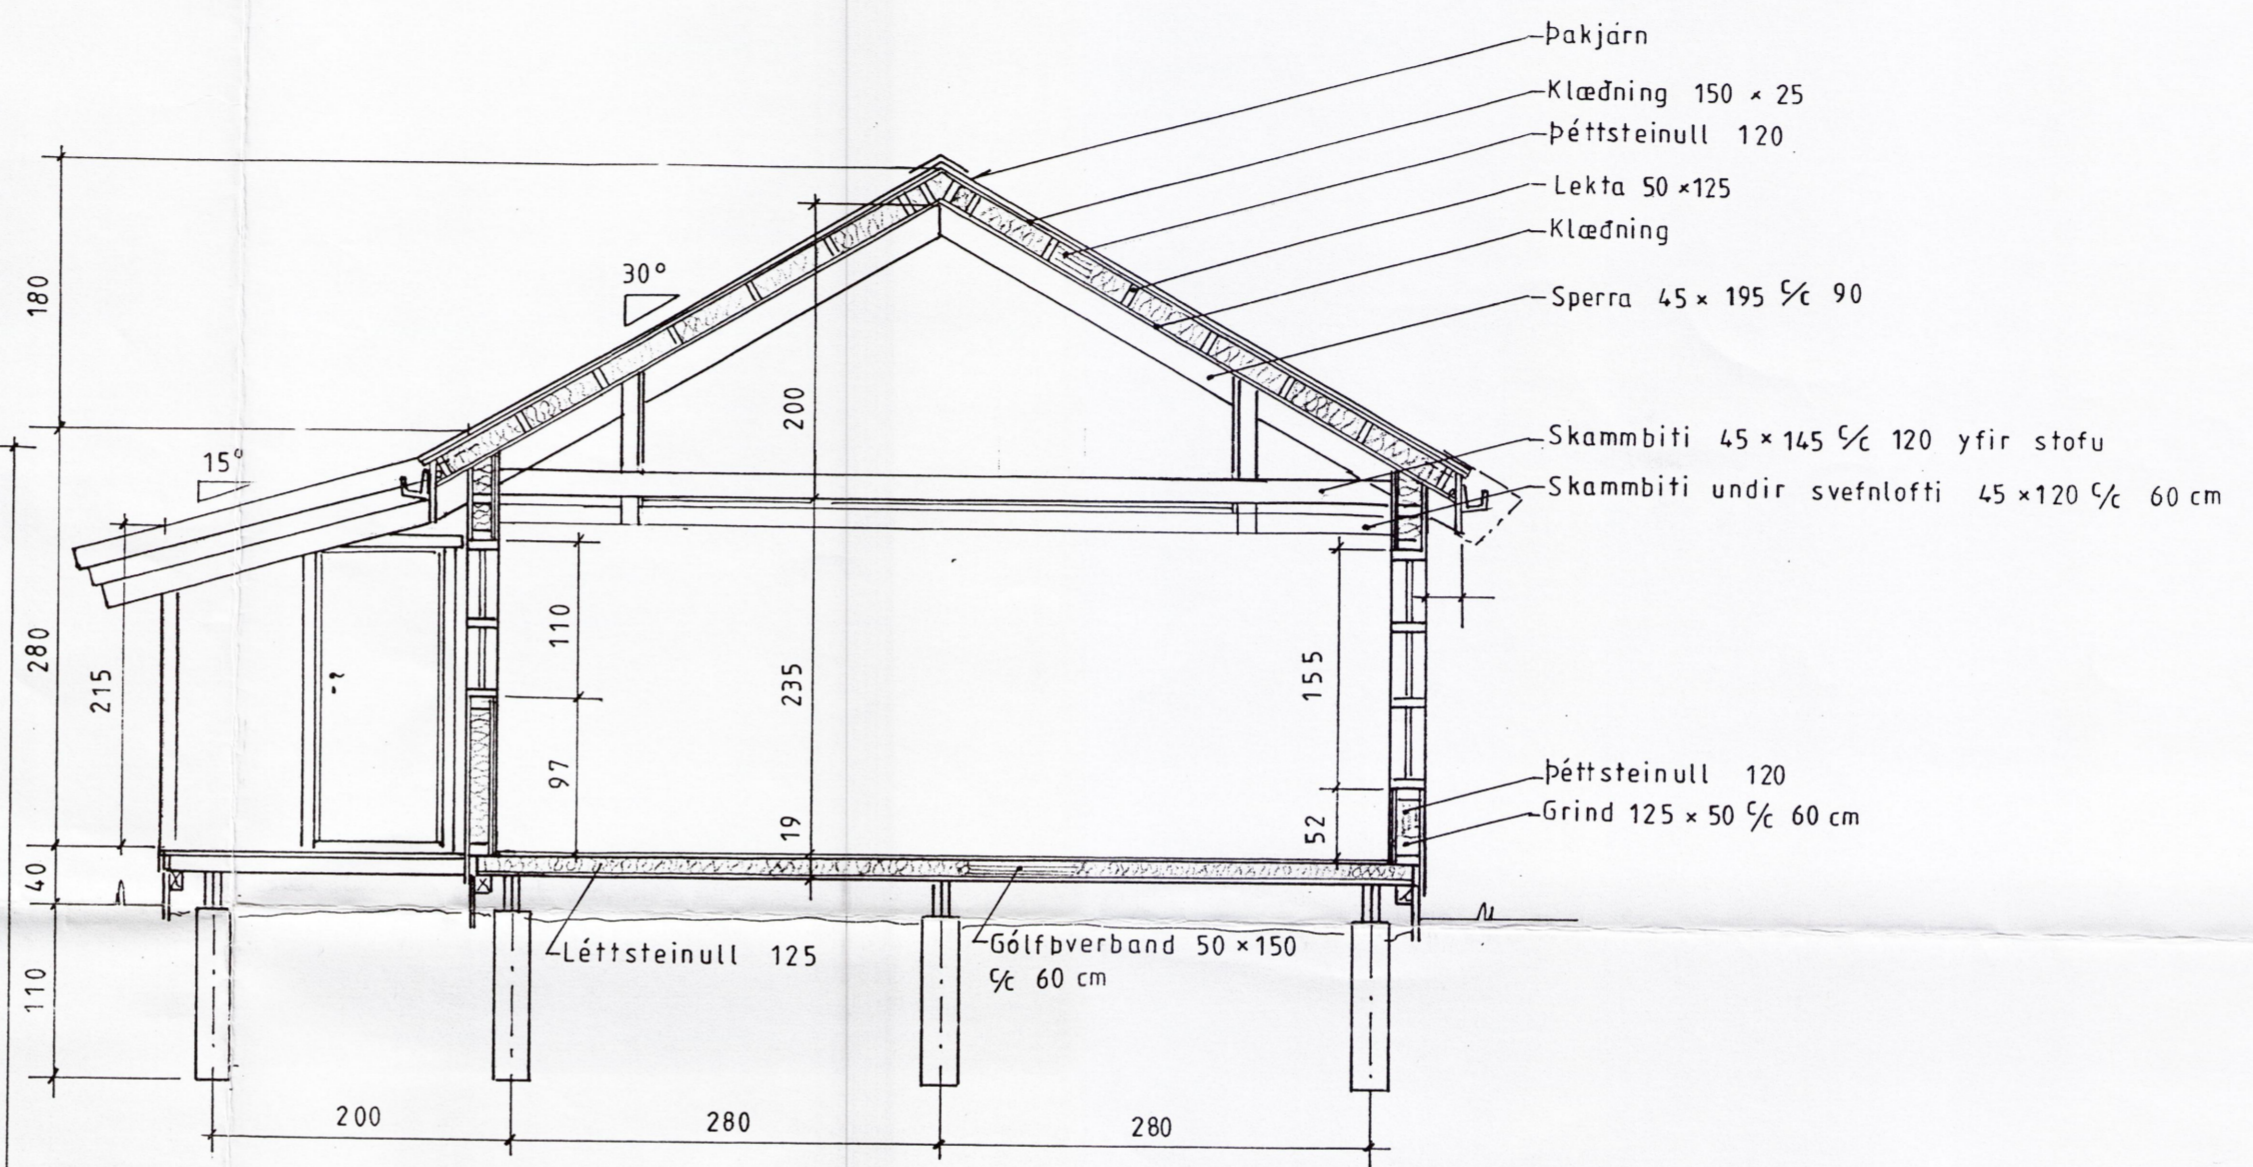 Þakjárn
Klæðning 150 × 25
Þéttsteinull 120
Lekta 50 ×125
Klæðning
Sperra 45 × 195 c/c 90
Skammbiti 45 × 145 c/c 120 yfir stofu
Skammbiti undir svefnlofti 45 ×120 c/c 60 cm
30°
15°
180
280
40
110
215
200
235
19
110
97
155
52
Þéttsteinull 120
Grind 125 × 50 c/c 60 cm
Léttsteinull 125
Gólfþverband 50 ×150
c/c 60 cm
200
280
280